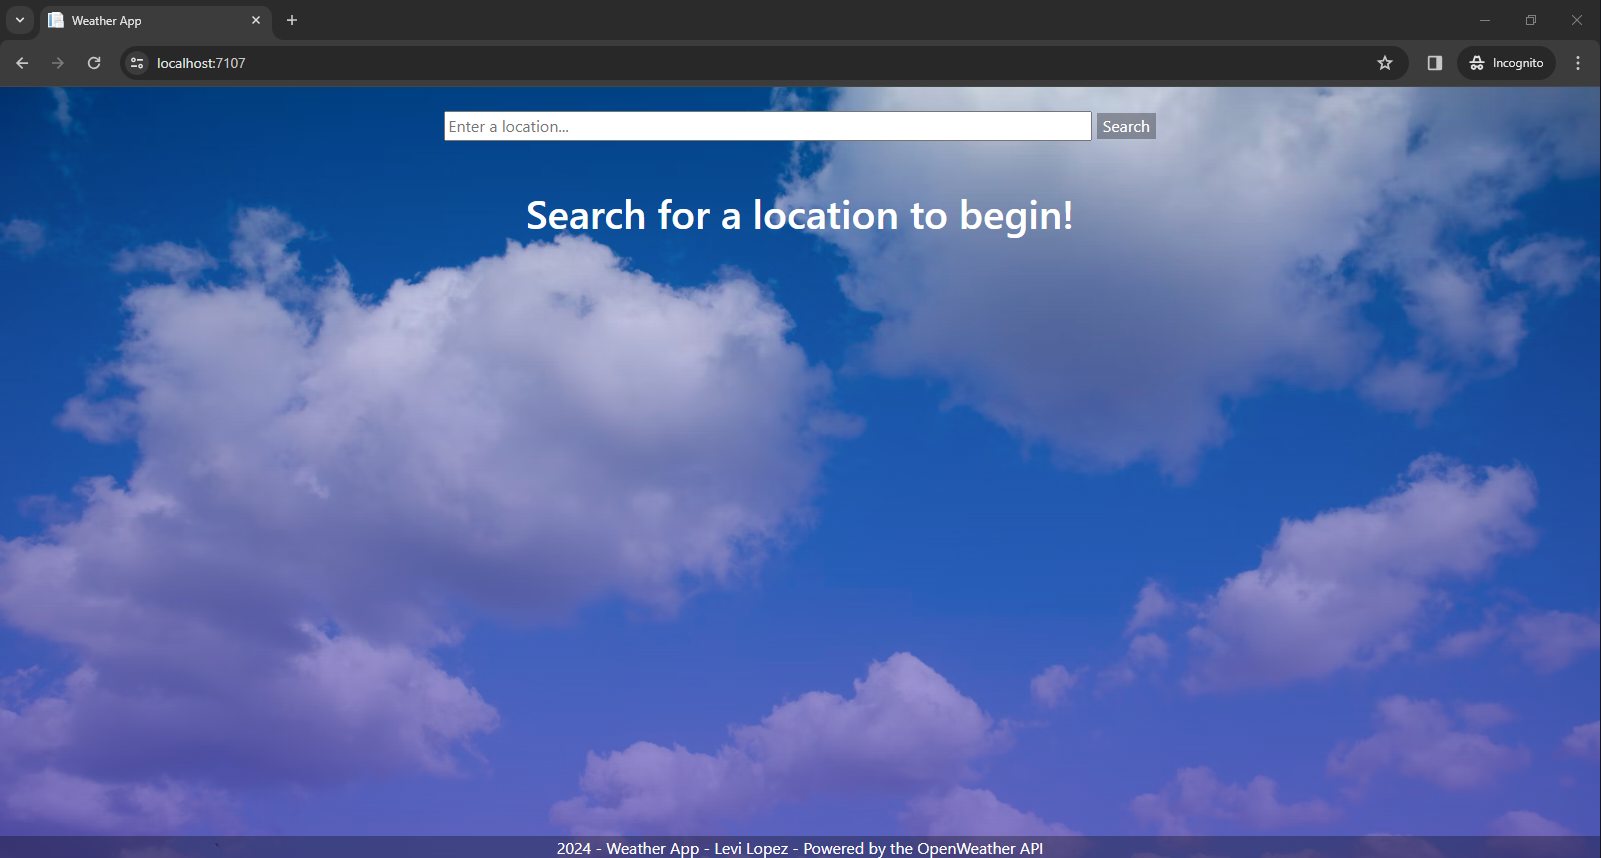 Weather App
localhost:7107
Incognito
Enter a location...
Search
Search for a location to begin!
2024 - Weather App - Levi Lopez - Powered by the OpenWeather API